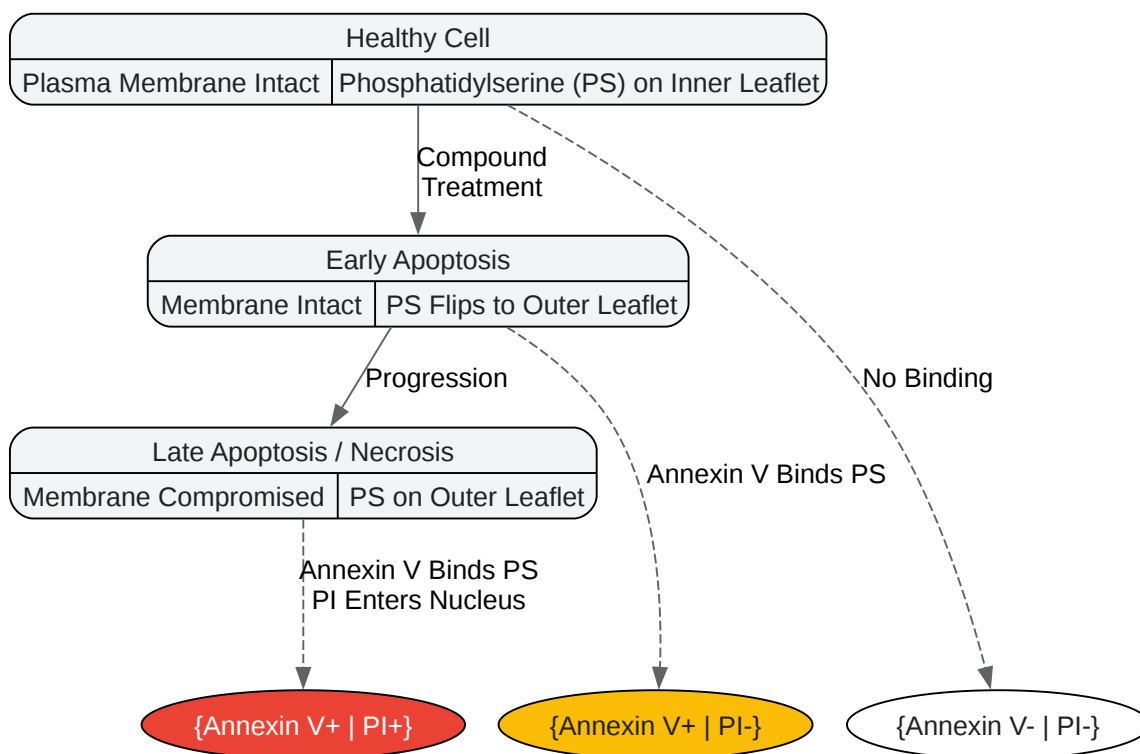 Healthy Cell
Plasma Membrane Intact
Phosphatidylserine (PS) on Inner Leaflet
Compound
Treatment
Early Apoptosis
Membrane Intact
PS Flips to Outer Leaflet
Progression
No Binding
Late Apoptosis / Necrosis
Membrane Compromised
PS on Outer Leaflet
Annexin V Binds PS
Annexin V Binds PS
PI Enters Nucleus
{Annexin V+ | PI+}
{Annexin V+ | PI-}
{Annexin V- | PI-}